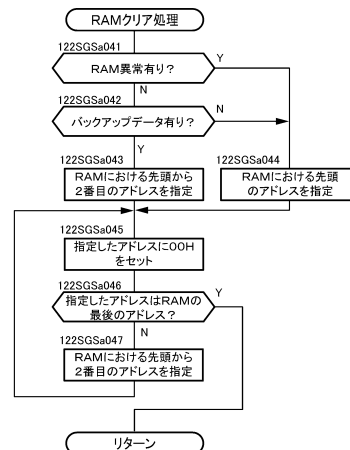 RAMクリア処理
122SGSa041
RAM異常有り？
Y
N
122SGSa042
バックアップデータ有り？
N
Y
122SGSa043
RAMにおける先頭から
2番目のアドレスを指定
122SGSa044
RAMにおける先頭
のアドレスを指定
122SGSa045
指定したアドレスに00H
をセット
122SGSa046
指定したアドレスはRAMの
最後のアドレス？
Y
N
122SGSa047
RAMにおける先頭から
2番目のアドレスを指定
リターン